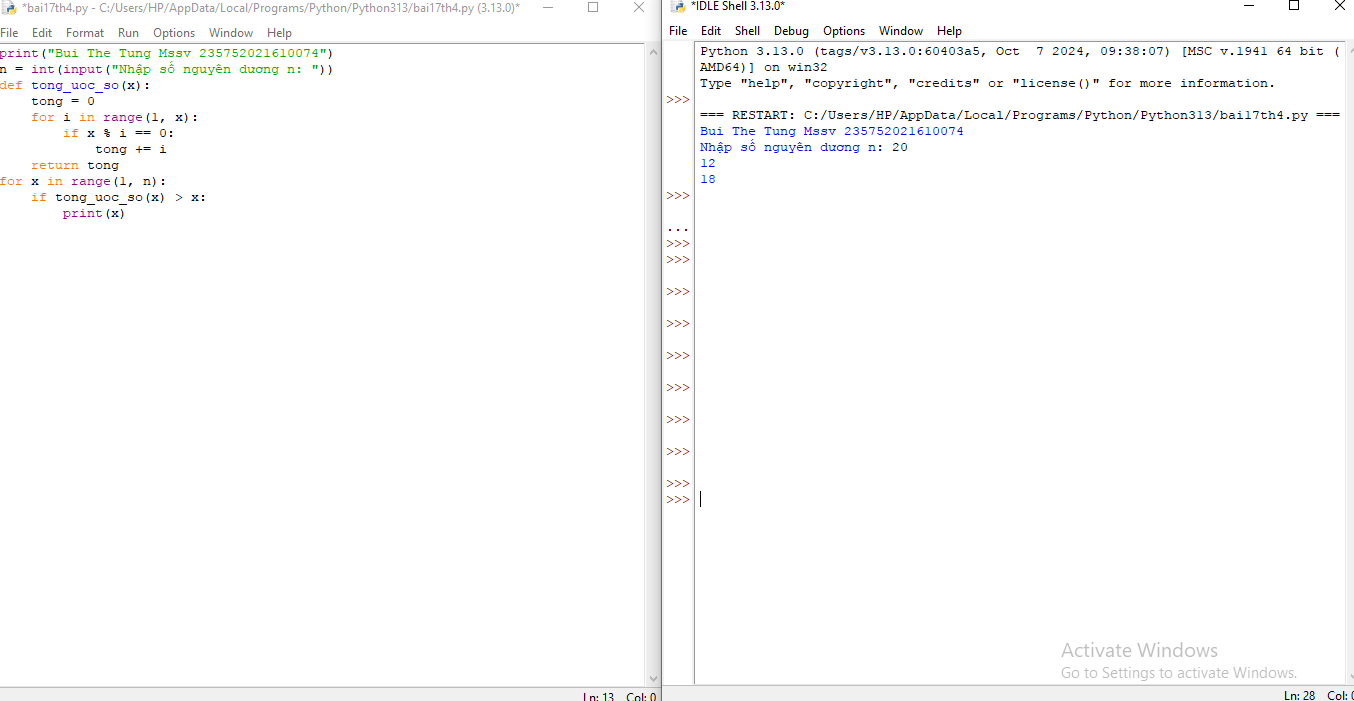 *bai17th4.py - C:/Users/HP/AppData/Local/Programs/Python/Python313/bai17th4.py (3.13.0)*
File Edit Format Run Options Window Help
print("Bui The Tung Mssv 235752021610074")
n = int(input("Nhập số nguyên dương n: "))
def tong_uoc_so(x):
    tong = 0
    for i in range(1, x):
        if x % i == 0:
            tong += i
    return tong
for x in range(1, n):
    if tong_uoc_so(x) > x:
        print(x)
Ln: 13 Col: 0
*IDLE Shell 3.13.0*
File Edit Shell Debug Options Window Help
Python 3.13.0 (tags/v3.13.0:60403a5, Oct  7 2024, 09:38:07) [MSC v.1941 64 bit (
AMD64)] on win32
Type "help", "copyright", "credits" or "license()" for more information.
>>>
=== RESTART: C:/Users/HP/AppData/Local/Programs/Python/Python313/bai17th4.py ===
Bui The Tung Mssv 235752021610074
Nhập số nguyên dương n: 20
12
18
>>>
...
>>>
>>>
>>>
>>>
>>>
>>>
>>>
>>>
>>>
>>>
Activate Windows
Go to Settings to activate Windows.
Ln: 28 Col: 0